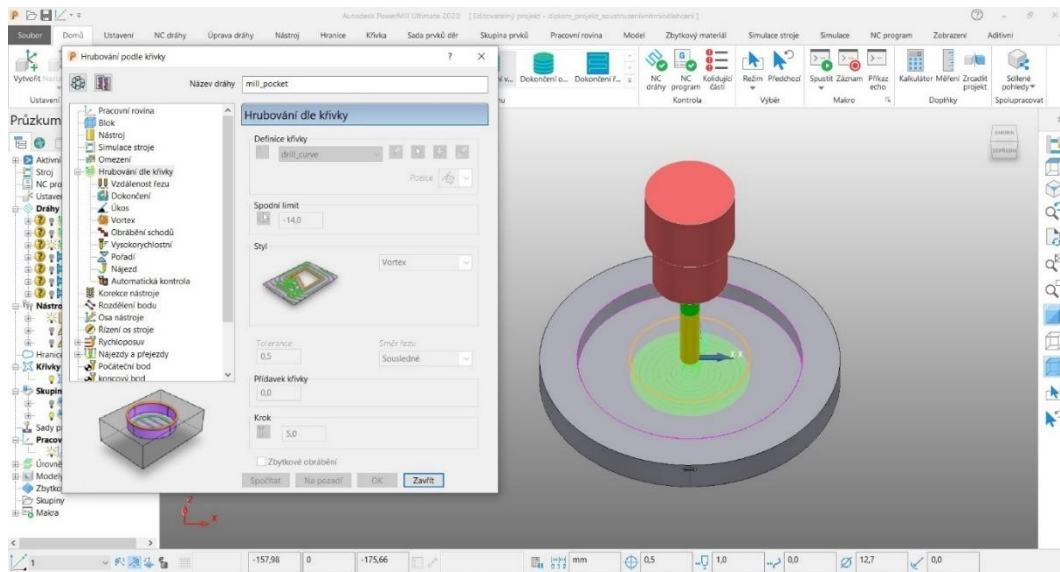 Autodesk PowerMill Ultimate 2020 [ Editovatelný projekt - diplom_projekt_soustruzenivnitrniodlehceni ]
Soubor Domů Ustavení NC dráhy Úprava dráhy Nástroj Hranice Křivka Sada prvků děr Skupina prvků Pracovní rovina Model Zbytkový materiál Simulace stroje Simulace NC program Zobrazení Aditivní
Vytvořit
Dokončení o... Dokončení ř...
NC dráhy
NC program
Kolidující části
Režim
Předchozí
Spustit
Záznam
Příkaz echo
Kalkulátor
Měření
Zrcadlit projekt
Sdílené pohledy
Ustavení
Kontrola
Výběr
Makro
Doplňky
Spolupracovat
Hrubování podle křivky
Název dráhy mill_pocket
Pracovní rovina
Blok
Nástroj
Simulace stroje
Omezení
Hrubování dle křivky
Vzdálenost řezu
Dokončení
Úkos
Vortex
Obrábění schodů
Vysokorychlostní
Pořadí
Nájezd
Automatická kontrola
Korekce nástroje
Rozdělení bodu
Osa nástroje
Řízení os stroje
Rychloposuv
Nájezdy a přejezdy
Počáteční bod
koncový bod
Hrubování dle křivky
Definice křivky
drill_curve
Pozice
Spodní limit
-14,0
Styl
Vortex
Tolerance
0,5
Směr řezu
Sousledné
Přídavek křivky
0,0
Krok
5,0
Zbytkové obrábění
Spočítat Na pozadí OK Zavřít
Průzkum
Aktivní
Stroj
NC pro
Ustave
Dráhy
Nástro
Hranice
Křivky
Skupin
Sady p
Pracov
Úrovně
Modely
Zbytko
Skupiny
Makra
X
Z
X
1
-157,98 0 -175,66 mm 0,5 1,0 0,0 12,7 0,0